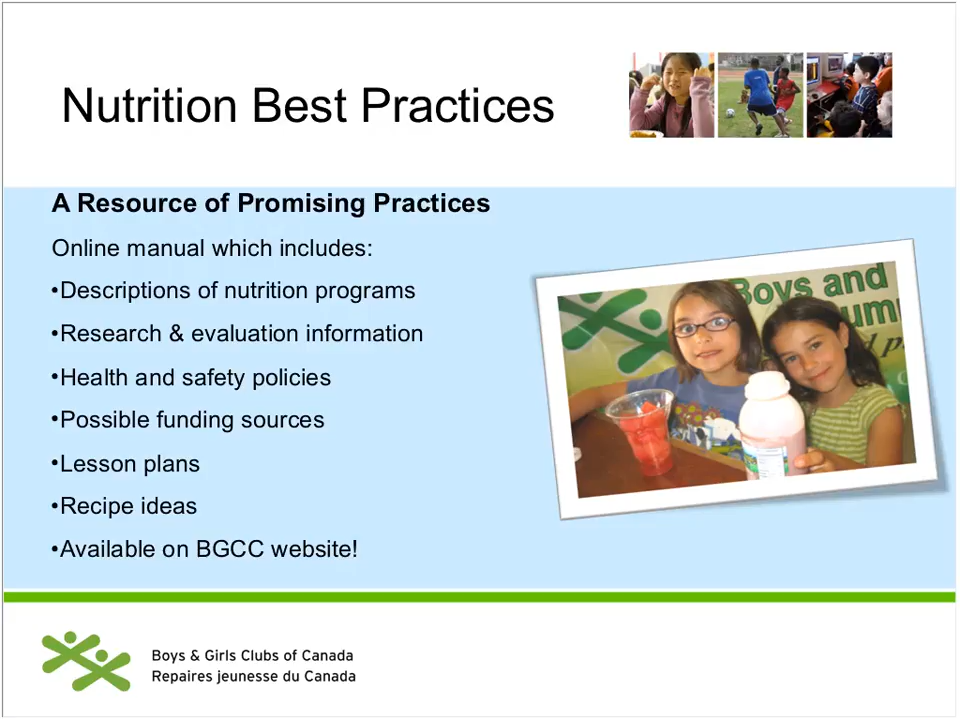 Nutrition Best Practices
A Resource of Promising Practices
Online manual which includes:
•Descriptions of nutrition programs
•Research & evaluation information
•Health and safety policies
•Possible funding sources
•Lesson plans
•Recipe ideas
•Available on BGCC website!
Boys and
Boys & Girls Clubs of Canada
Repaires jeunesse du Canada